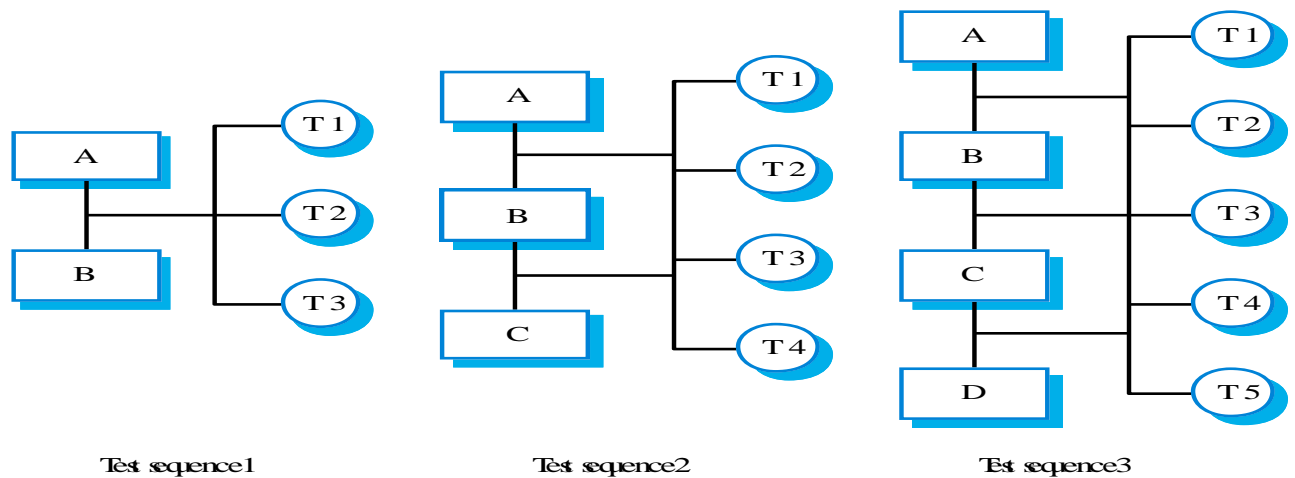 A
B
T1
T2
T3
Test sequence1
A
B
C
T1
T2
T3
T4
Test sequence2
A
B
C
D
T1
T2
T3
T4
T5
Test sequence3